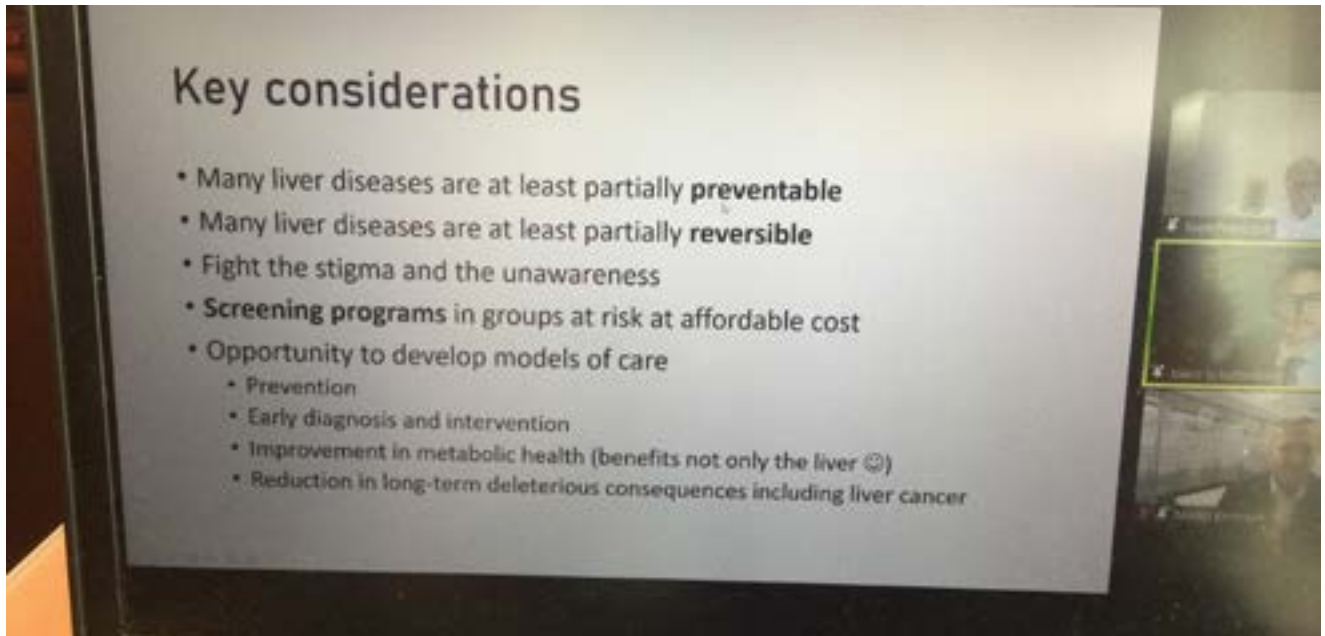 Key considerations
• Many liver diseases are at least partially preventable
• Many liver diseases are at least partially reversible
• Fight the stigma and the unawareness
• Screening programs in groups at risk at affordable cost
• Opportunity to develop models of care
• Prevention
• Early diagnosis and intervention
• Improvement in metabolic health (benefits not only the liver ☺)
• Reduction in long-term deleterious consequences including liver cancer